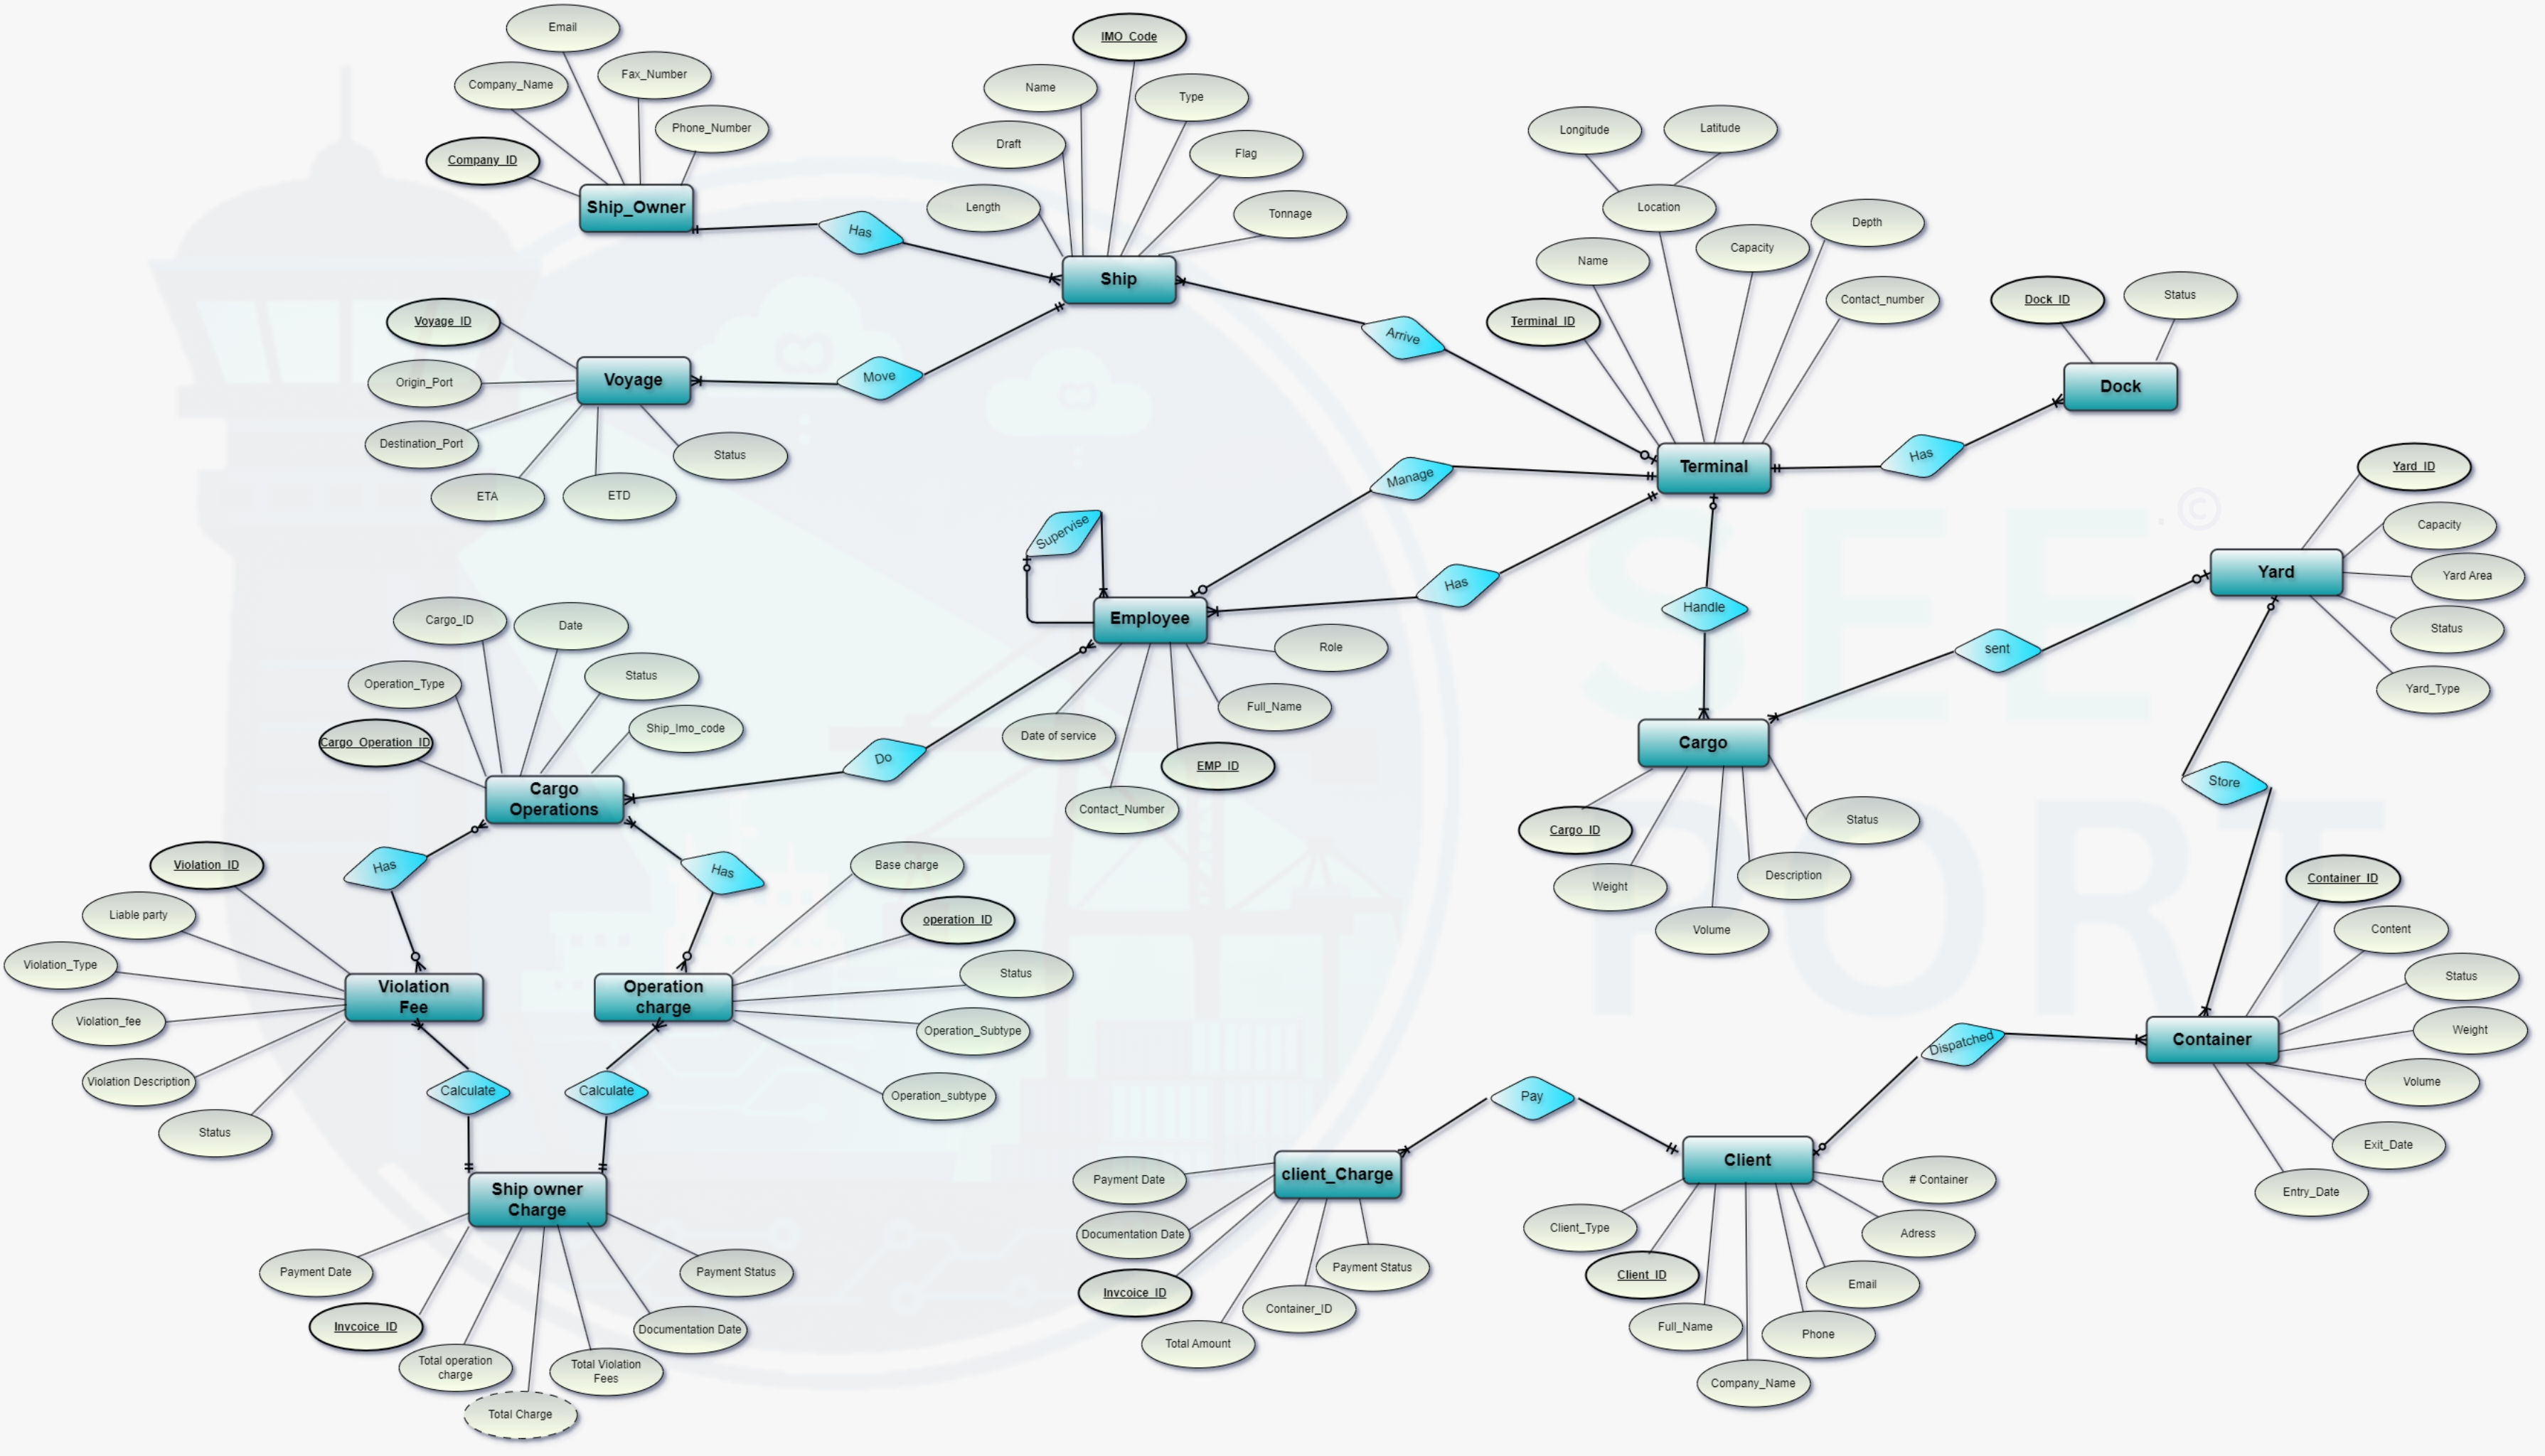 Email
Company_Name
Fax_Number
Phone_Number
Company_ID
Ship_Owner
Has
IMO_Code
Name
Type
Draft
Flag
Length
Tonnage
Ship
Arrive
Longitude
Latitude
Location
Depth
Name
Capacity
Contact_number
Terminal_ID
Terminal
Has
Dock_ID
Status
Dock
Voyage_ID
Origin_Port
Destination_Port
ETA
ETD
Status
Voyage
Move
Manage
Has
Supervise
Employee
Role
Full_Name
Date of service
EMP_ID
Contact_Number
Do
Handle
sent
Yard_ID
Capacity
Yard Area
Status
Yard_Type
Yard
Store
Cargo
Cargo_ID
Weight
Volume
Description
Status
Cargo_ID
Date
Operation_Type
Status
Cargo_Operation_ID
Ship_Imo_code
Cargo
Operations
Has
Has
Violation_ID
Liable party
Violation_Type
Violation_fee
Violation Description
Status
Violation
Fee
Base charge
operation_ID
Status
Operation_Subtype
Operation_subtype
Operation
charge
Calculate
Calculate
Ship owner
Charge
Payment Date
Invcoice_ID
Total operation
charge
Total Charge
Total Violation
Fees
Documentation Date
Payment Status
Container_ID
Content
Status
Weight
Volume
Exit_Date
Entry_Date
Container
Dispatched
Pay
Client
Client_Type
Client_ID
Full_Name
Company_Name
Phone
Email
Adress
# Container
client_Charge
Payment Date
Documentation Date
Invcoice_ID
Total Amount
Container_ID
Payment Status
SEE
PORT
©